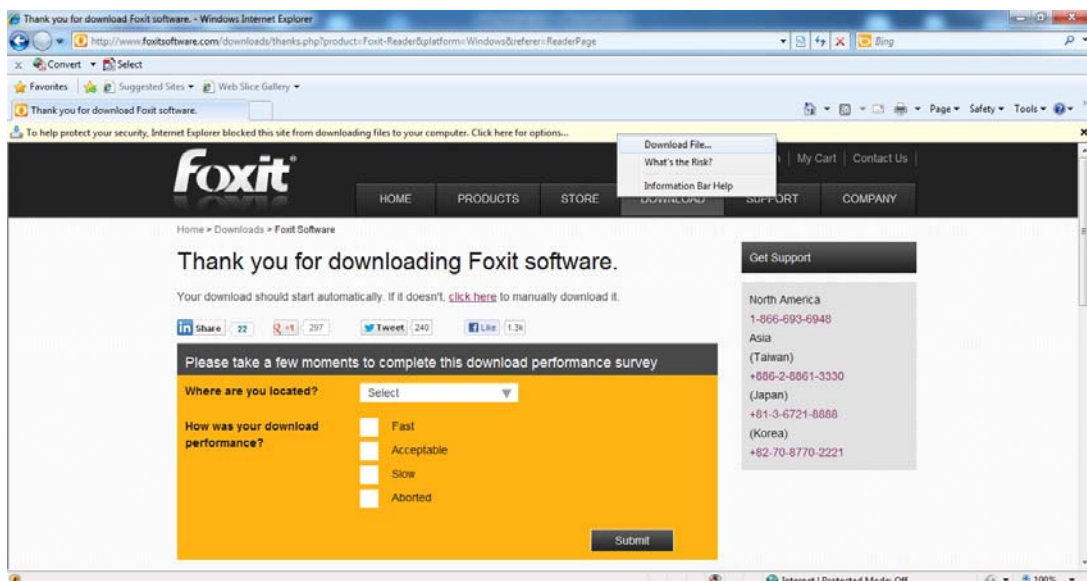 Thank you for download Foxit software. - Windows Internet Explorer
http://www.foxitsoftware.com/downloads/thanks.php?product=Foxit-Reader&platform=Windows&referer=ReaderPage
Bing
x Convert Select
Favorites Suggested Sites Web Slice Gallery
Thank you for download Foxit software.
Page Safety Tools
To help protect your security, Internet Explorer blocked this site from downloading files to your computer. Click here for options...
Download File...
What's the Risk?
Information Bar Help
My Cart | Contact Us |
Foxit
HOME PRODUCTS STORE DOWNLOAD SUPPORT COMPANY
Home > Downloads > Foxit Software
Thank you for downloading Foxit software.
Your download should start automatically. If it doesn't, click here to manually download it.
in Share 22 +1 297 Tweet 240 Like 1.3k
Please take a few moments to complete this download performance survey
Where are you located? Select
How was your download performance?
Fast
Acceptable
Slow
Aborted
Submit
Get Support
North America
1-866-693-6948
Asia
(Taiwan)
+886-2-8861-3330
(Japan)
+81-3-6721-8888
(Korea)
+82-70-8770-2221
Internet | Protected Mode: Off
100%